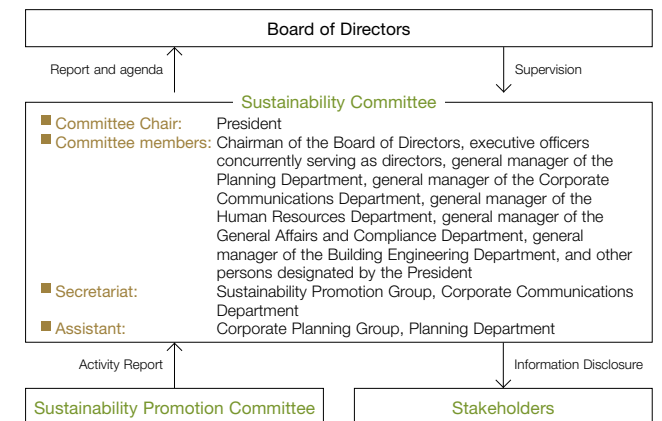 Board of Directors
Report and agenda
Supervision
Sustainability Committee
Committee Chair: President
Committee members: Chairman of the Board of Directors, executive officers
concurrently serving as directors, general manager of the
Planning Department, general manager of the Corporate
Communications Department, general manager of the
Human Resources Department, general manager of the
General Affairs and Compliance Department, general
manager of the Building Engineering Department, and other
persons designated by the President
Secretariat: Sustainability Promotion Group, Corporate Communications
Department
Assistant: Corporate Planning Group, Planning Department
Activity Report
Information Disclosure
Sustainability Promotion Committee
Stakeholders